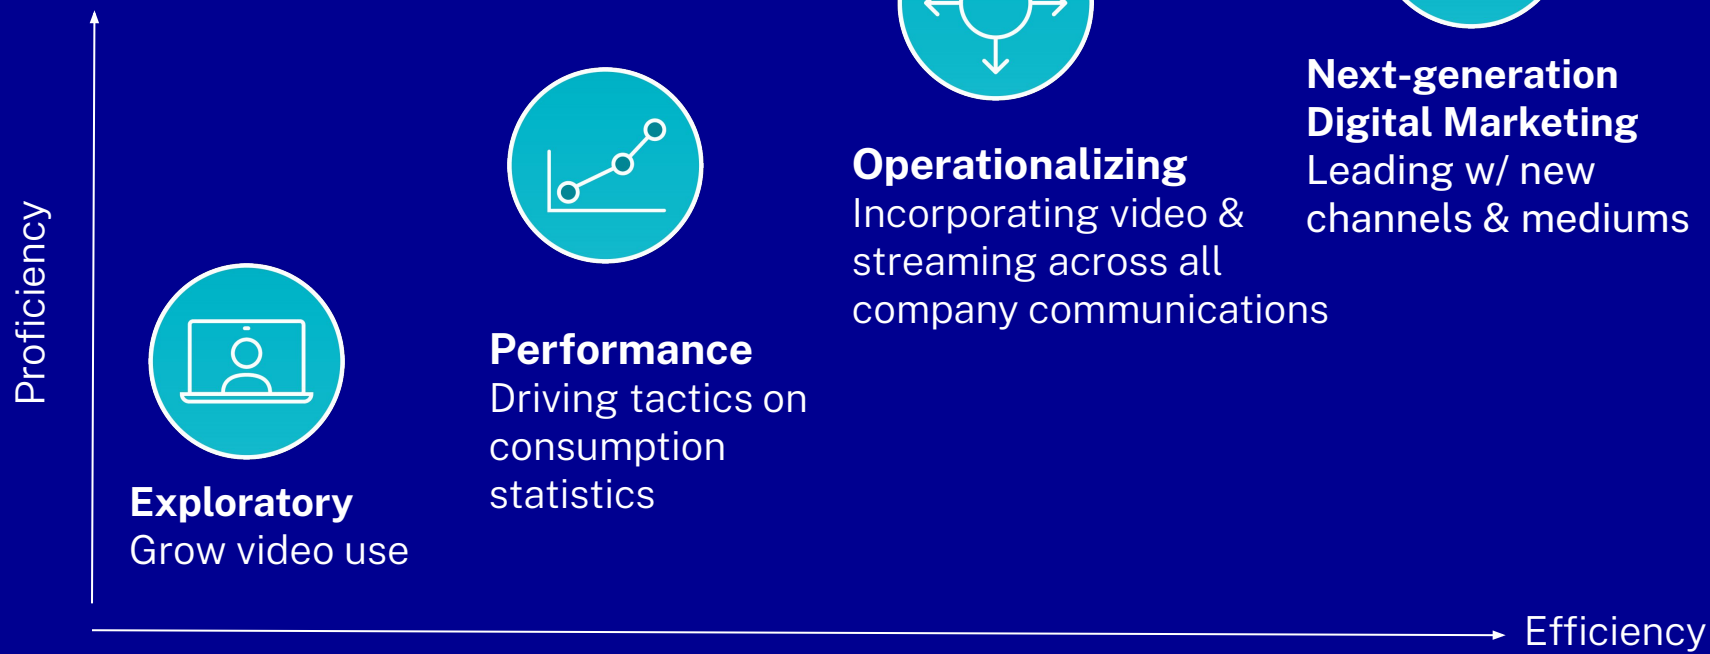 Proficiency
Exploratory
Grow video use
Performance
Driving tactics on
consumption
statistics
Operationalizing
Incorporating video &
streaming across all
company communications
Next-generation
Digital Marketing
Leading w/ new
channels & mediums
Efficiency